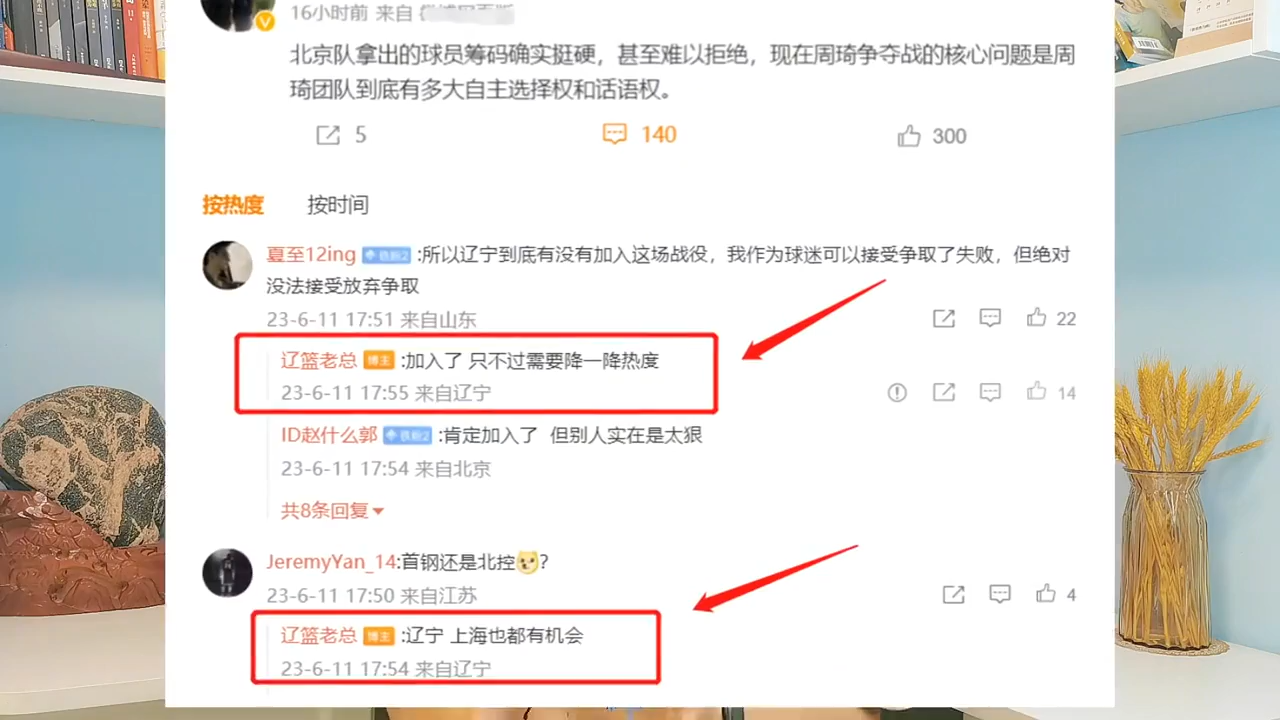 16小时前 来自
北京队拿出的球员筹码确实挺硬，甚至难以拒绝，现在周琦争夺战的核心问题是周
琦团队到底有多大自主选择权和话语权。
5
140
300
按热度 按时间
夏至12ing 铁粉2 :所以辽宁到底有没有加入这场战役，我作为球迷可以接受争取了失败，但绝对
没法接受放弃争取
23-6-11 17:51 来自山东
22
辽篮老总 博主 :加入了 只不过需要降一降热度
23-6-11 17:55 来自辽宁
14
ID赵什么郭 铁粉2 :肯定加入了 但别人实在是太狠
23-6-11 17:54 来自北京
共8条回复
JeremyYan_14:首钢还是北控?
23-6-11 17:50 来自江苏
4
辽篮老总 博主 :辽宁 上海也都有机会
23-6-11 17:54 来自辽宁